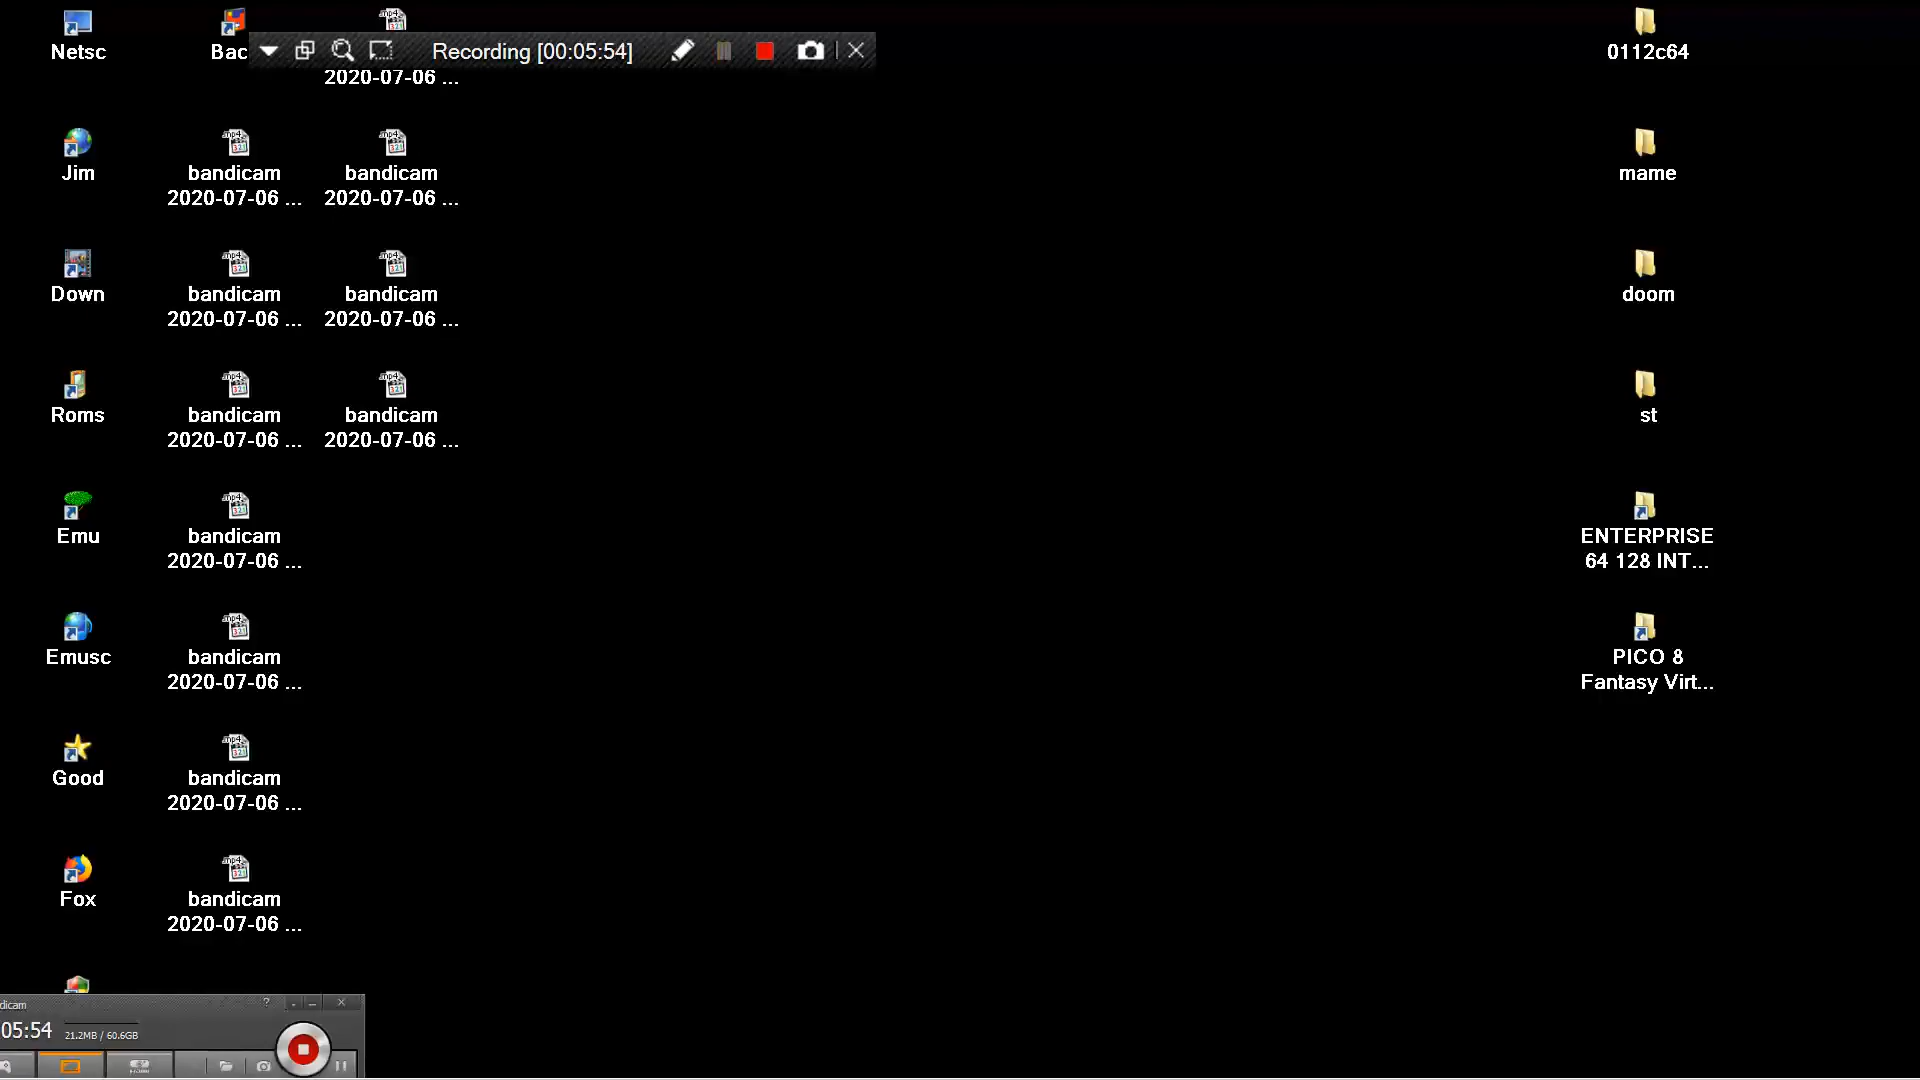 Netsc
Bac
Recording [00:05:54]
2020-07-06 ...
0112c64
Jim
bandicam
2020-07-06 ...
bandicam
2020-07-06 ...
mame
Down
bandicam
2020-07-06 ...
bandicam
2020-07-06 ...
doom
Roms
bandicam
2020-07-06 ...
bandicam
2020-07-06 ...
st
Emu
bandicam
2020-07-06 ...
ENTERPRISE
64 128 INT...
Emusc
bandicam
2020-07-06 ...
PICO 8
Fantasy Virt...
Good
bandicam
2020-07-06 ...
Fox
bandicam
2020-07-06 ...
dicam
05:54
21.2MB / 60.6GB